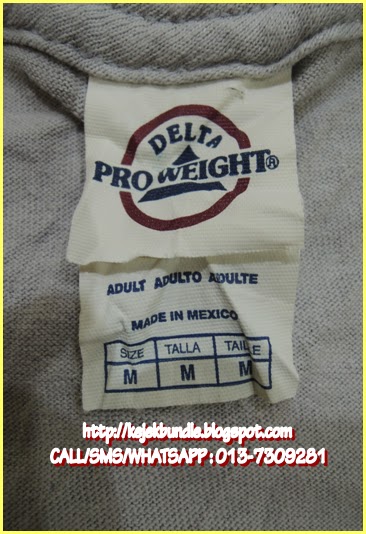 DELTA
PRO WEIGHT®
ADULT ADULTO ADULTE
MADE IN MEXICO
SIZE TALLA TAILLE
M M M
http://kejekbundle.blogspot.com
CALL/SMS/WHATSAPP : 013-7309281